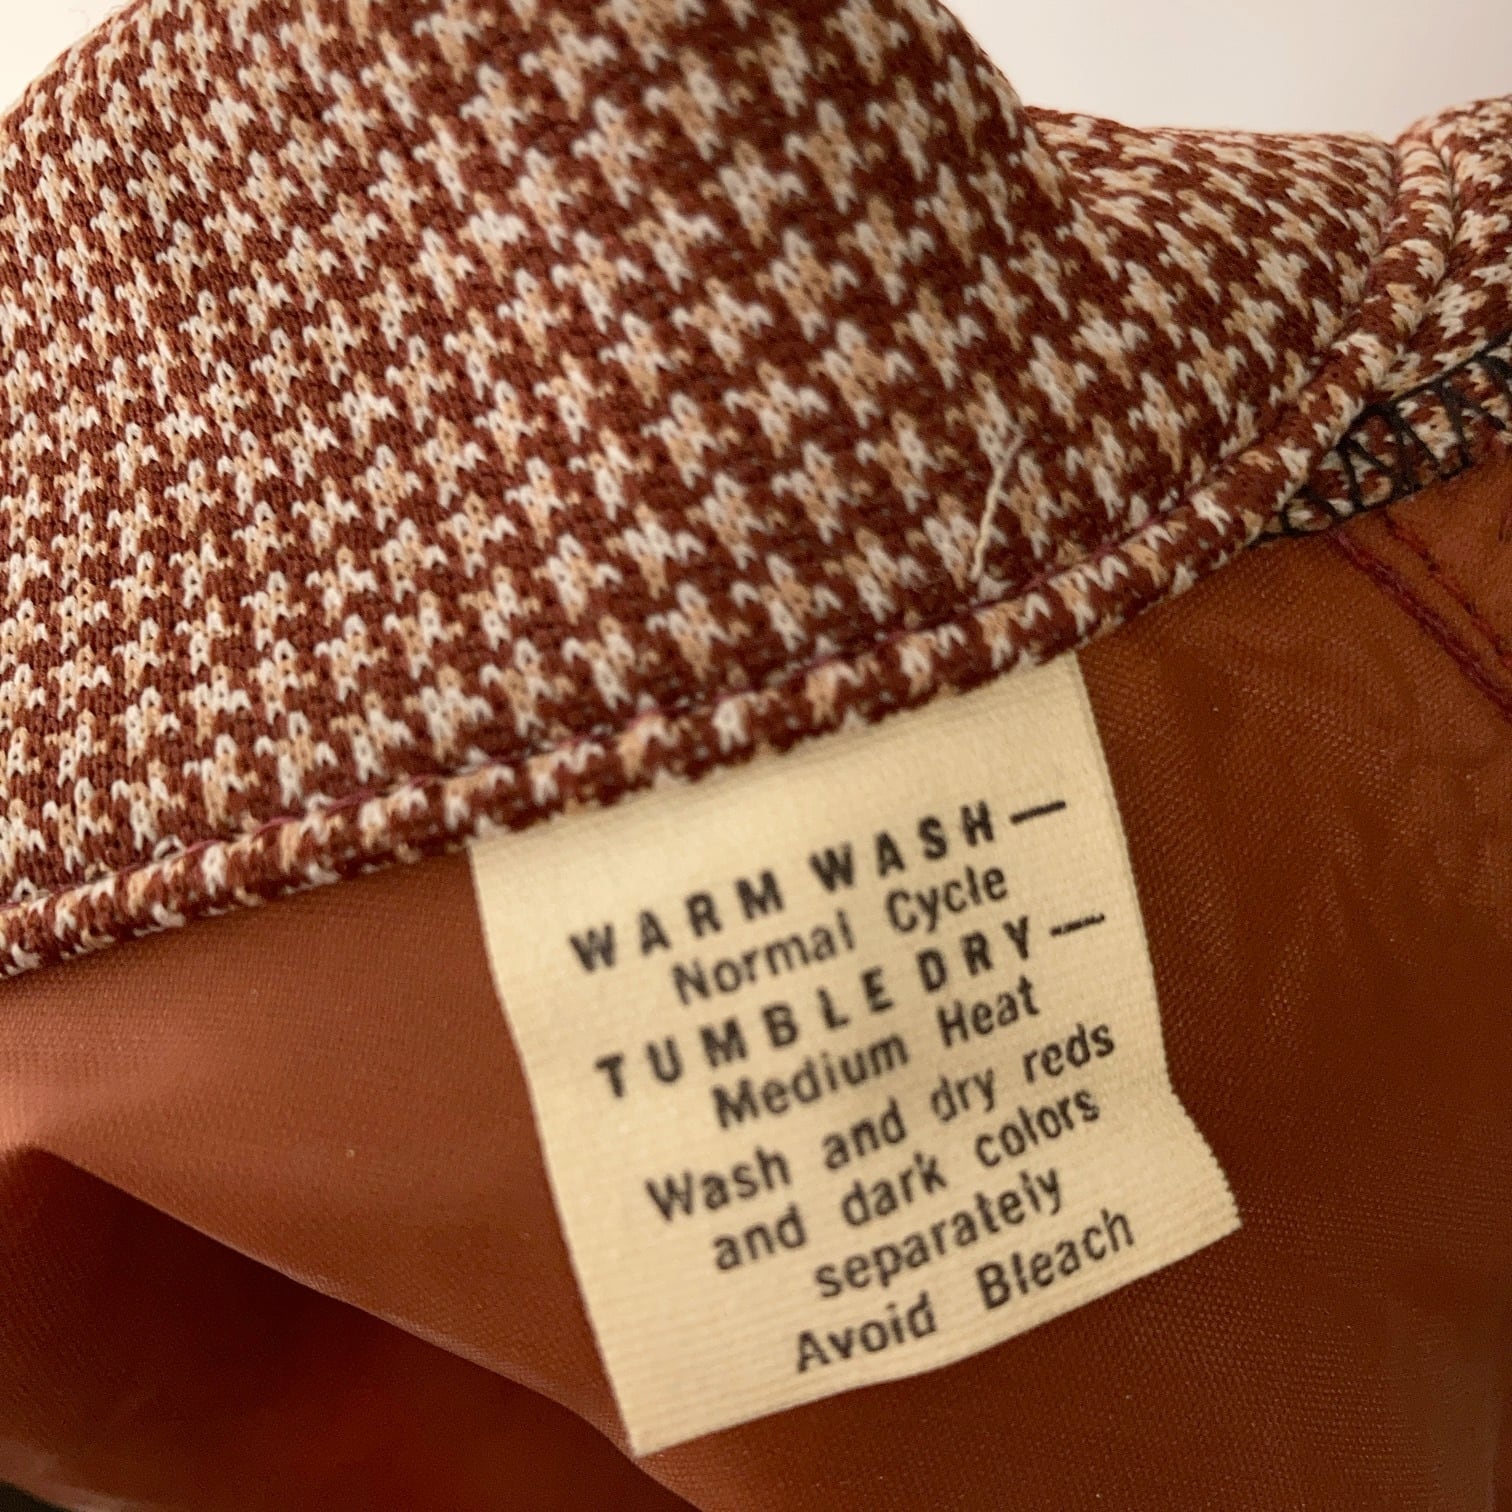 WARM WASH—
Normal Cycle
TUMBLE DRY—
Medium Heat
Wash and dry reds
and dark colors
separately
Avoid Bleach